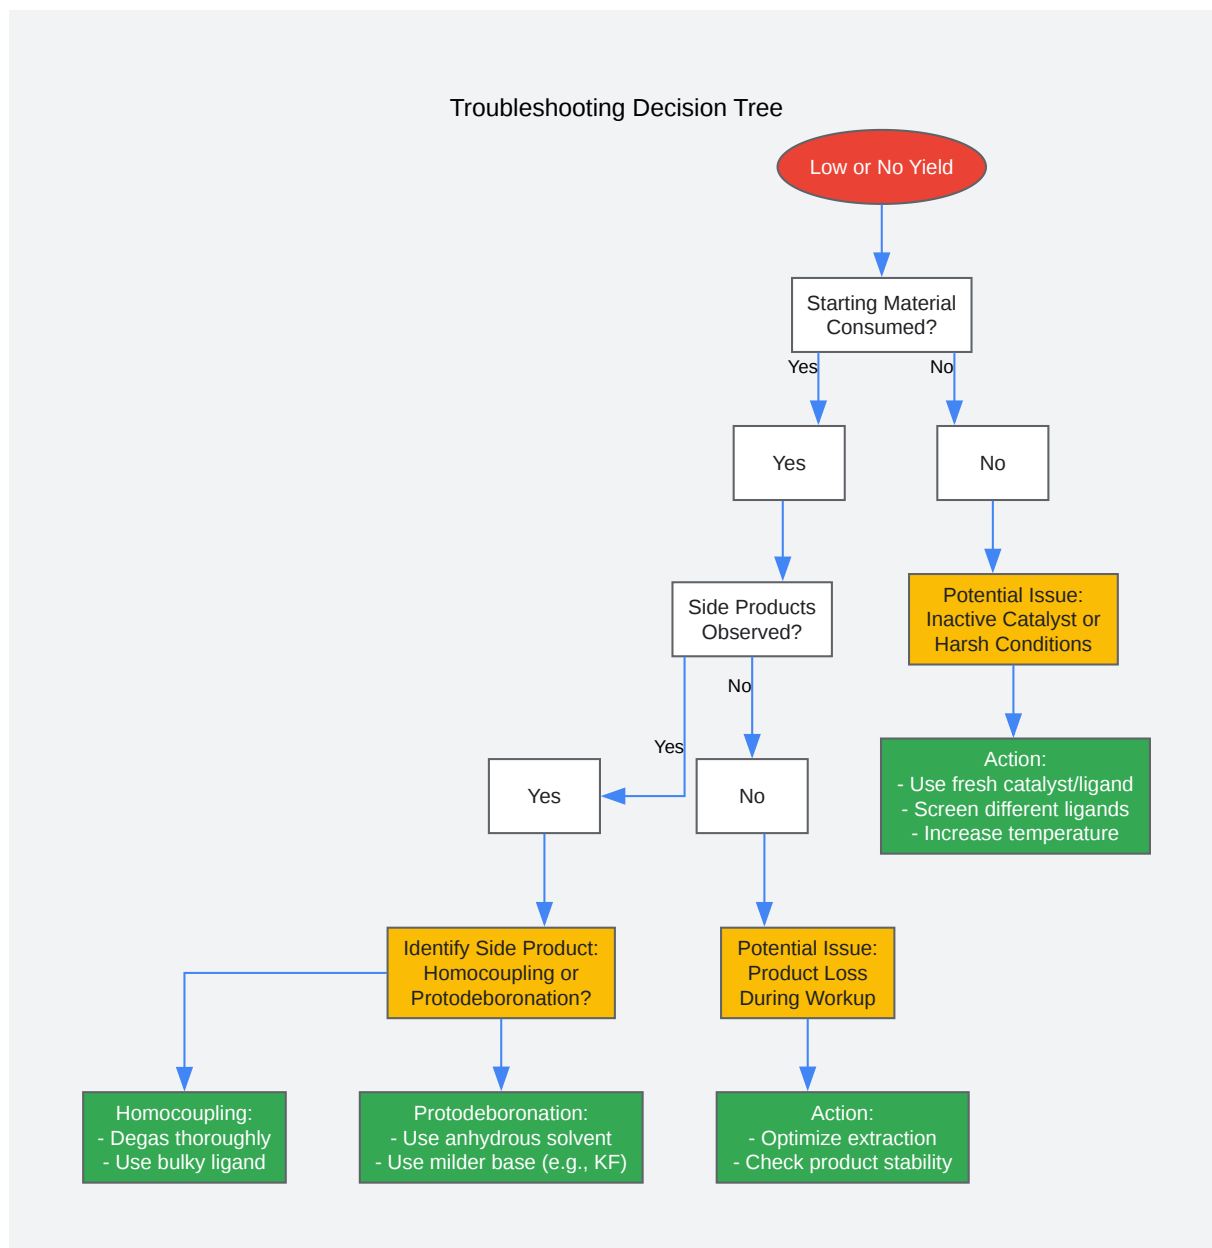 Troubleshooting Decision Tree
Low or No Yield
Starting Material
Consumed?
Yes
No
Yes
No
Side Products
Observed?
Potential Issue:
Inactive Catalyst or
Harsh Conditions
No
Yes
Action:
- Use fresh catalyst/ligand
- Screen different ligands
- Increase temperature
Yes
No
Identify Side Product:
Homocoupling or
Protodeboronation?
Potential Issue:
Product Loss
During Workup
Homocoupling:
- Degas thoroughly
- Use bulky ligand
Protodeboronation:
- Use anhydrous solvent
- Use milder base (e.g., KF)
Action:
- Optimize extraction
- Check product stability